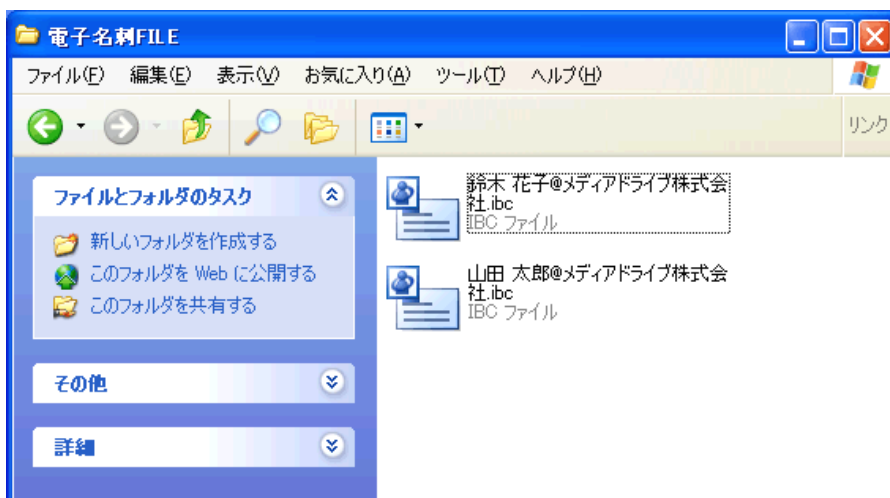 電子名刺FILE
ファイル(F) 編集(E) 表示(V) お気に入り(A) ツール(T) ヘルプ(H)
リンク
ファイルとフォルダのタスク
新しいフォルダを作成する
このフォルダを Web に公開する
このフォルダを共有する
その他
詳細
鈴木 花子@メディアドライブ株式会
社.ibc
IBC ファイル
山田 太郎@メディアドライブ株式会
社.ibc
IBC ファイル